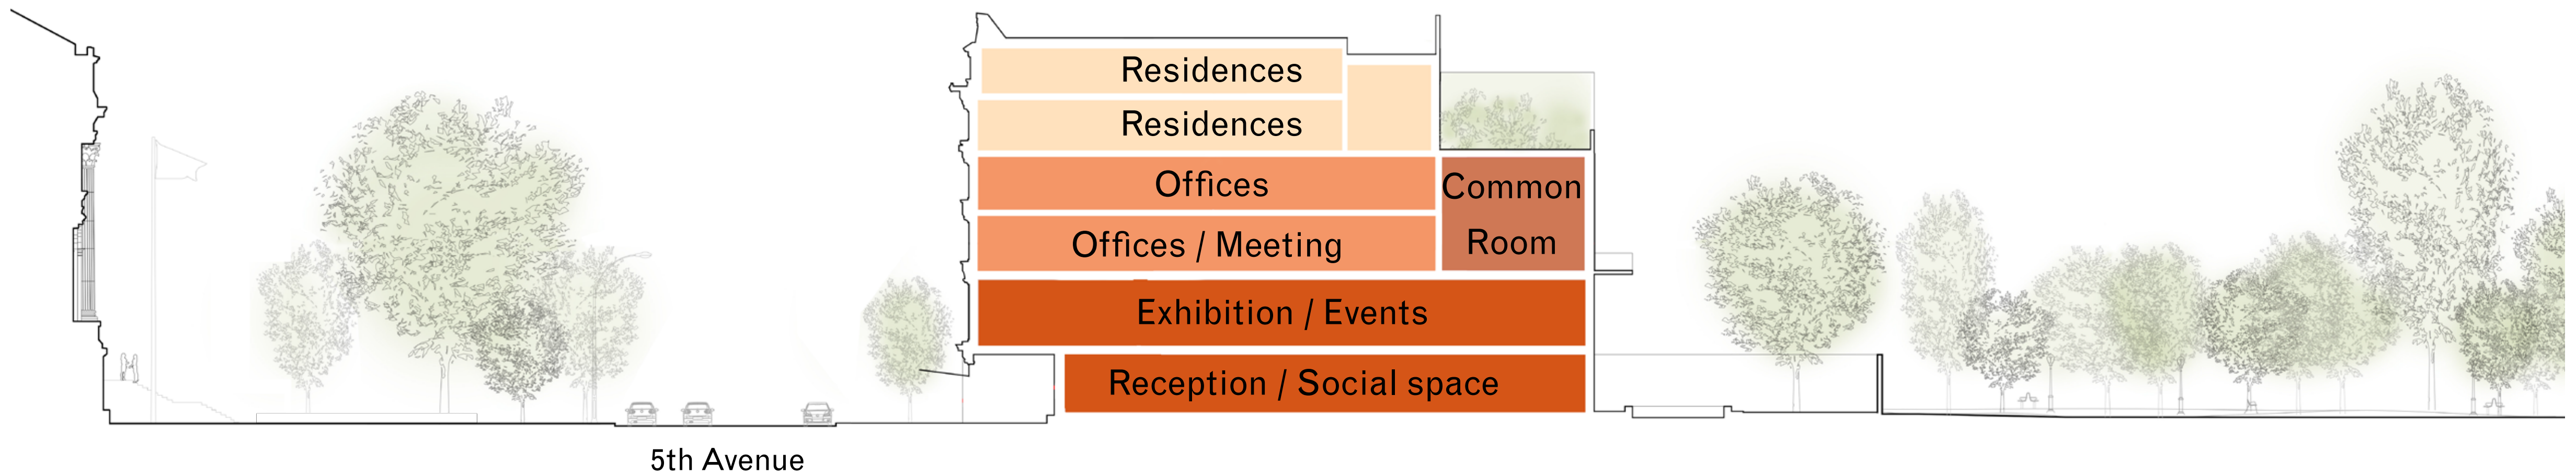 Residences
Residences
Offices
Common
Offices / Meeting
Room
Exhibition / Events
Reception / Social space
5th Avenue